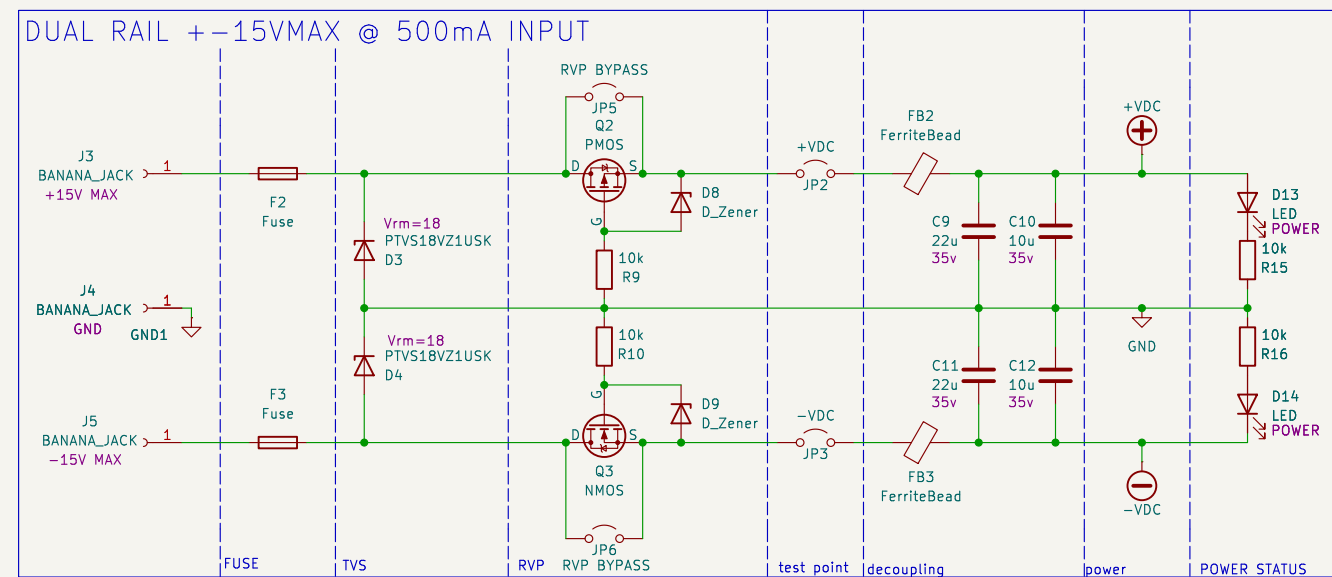 DUAL RAIL +-15VMAX @ 500mA INPUT
J3
BANANA_JACK
+15V MAX
1
F2
Fuse
Vrm=18
PTVS18VZ1USK
D3
RVP BYPASS
JP5
Q2
PMOS
D
S
G
D8
D_Zener
10k
R9
+VDC
JP2
FB2
FerriteBead
C9
22u
35v
C10
10u
35v
+VDC
D13
LED
POWER
10k
R15
J4
BANANA_JACK
GND
1
GND1
GND
Vrm=18
PTVS18VZ1USK
D4
10k
R10
G
D
S
D9
D_Zener
Q3
NMOS
JP6
RVP BYPASS
-VDC
JP3
FB3
FerriteBead
C11
22u
35v
C12
10u
35v
-VDC
10k
R16
D14
LED
POWER
J5
BANANA_JACK
-15V MAX
1
F3
Fuse
FUSE
TVS
RVP
test point
decoupling
power
POWER STATUS